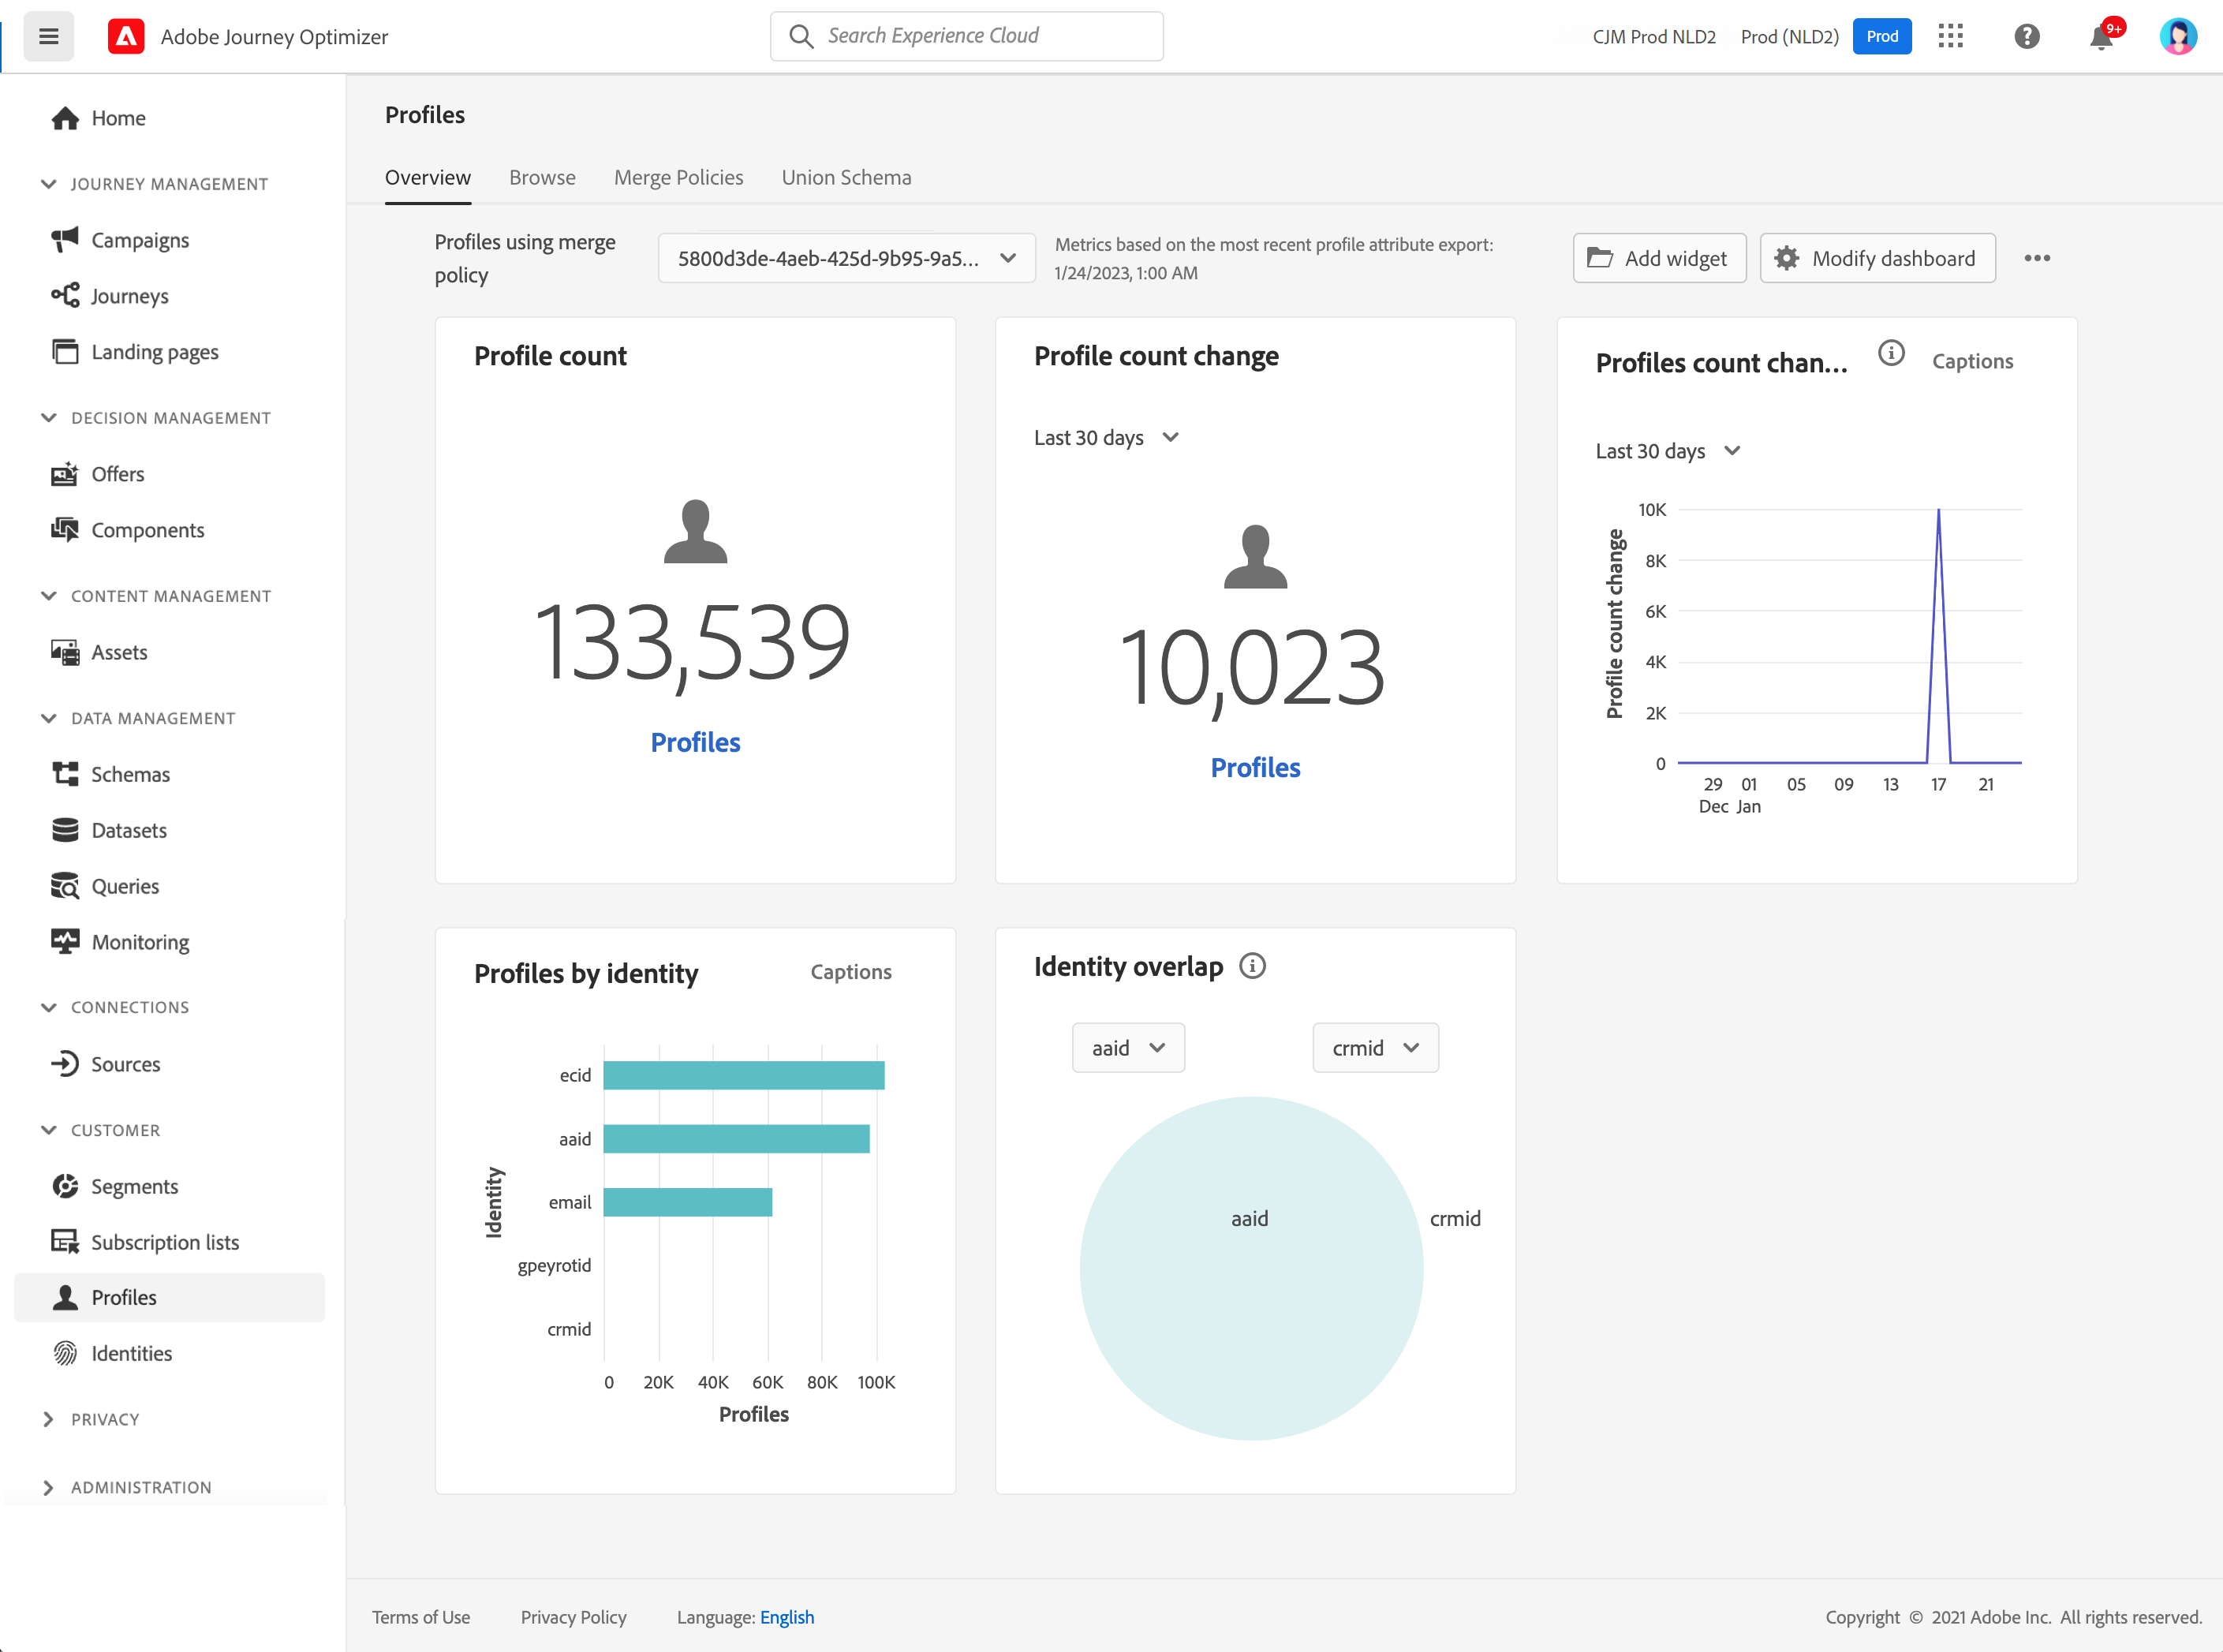 Adobe Journey Optimizer
Search Experience Cloud
CJM Prod NLD2
Prod (NLD2)
Prod
9+
Home
JOURNEY MANAGEMENT
Campaigns
Journeys
Landing pages
DECISION MANAGEMENT
Offers
Components
CONTENT MANAGEMENT
Assets
DATA MANAGEMENT
Schemas
Datasets
Queries
Monitoring
CONNECTIONS
Sources
CUSTOMER
Segments
Subscription lists
Profiles
Identities
PRIVACY
ADMINISTRATION
Profiles
Overview
Browse
Merge Policies
Union Schema
Profiles using merge
policy
5800d3de-4aeb-425d-9b95-9a5...
Metrics based on the most recent profile attribute export:
1/24/2023, 1:00 AM
Add widget
Modify dashboard
Profile count
133,539
Profiles
Profile count change
Last 30 days
10,023
Profiles
Profiles count chan...
Captions
Last 30 days
Profile count change
10K
8K
6K
4K
2K
0
29 01 05 09 13 17 21
Dec Jan
Profiles by identity
Captions
Identity
ecid
aaid
email
gpeyrotid
crmid
0 20K 40K 60K 80K 100K
Profiles
Identity overlap
aaid
crmid
aaid
crmid
Terms of Use
Privacy Policy
Language: English
Copyright © 2021 Adobe Inc. All rights reserved.